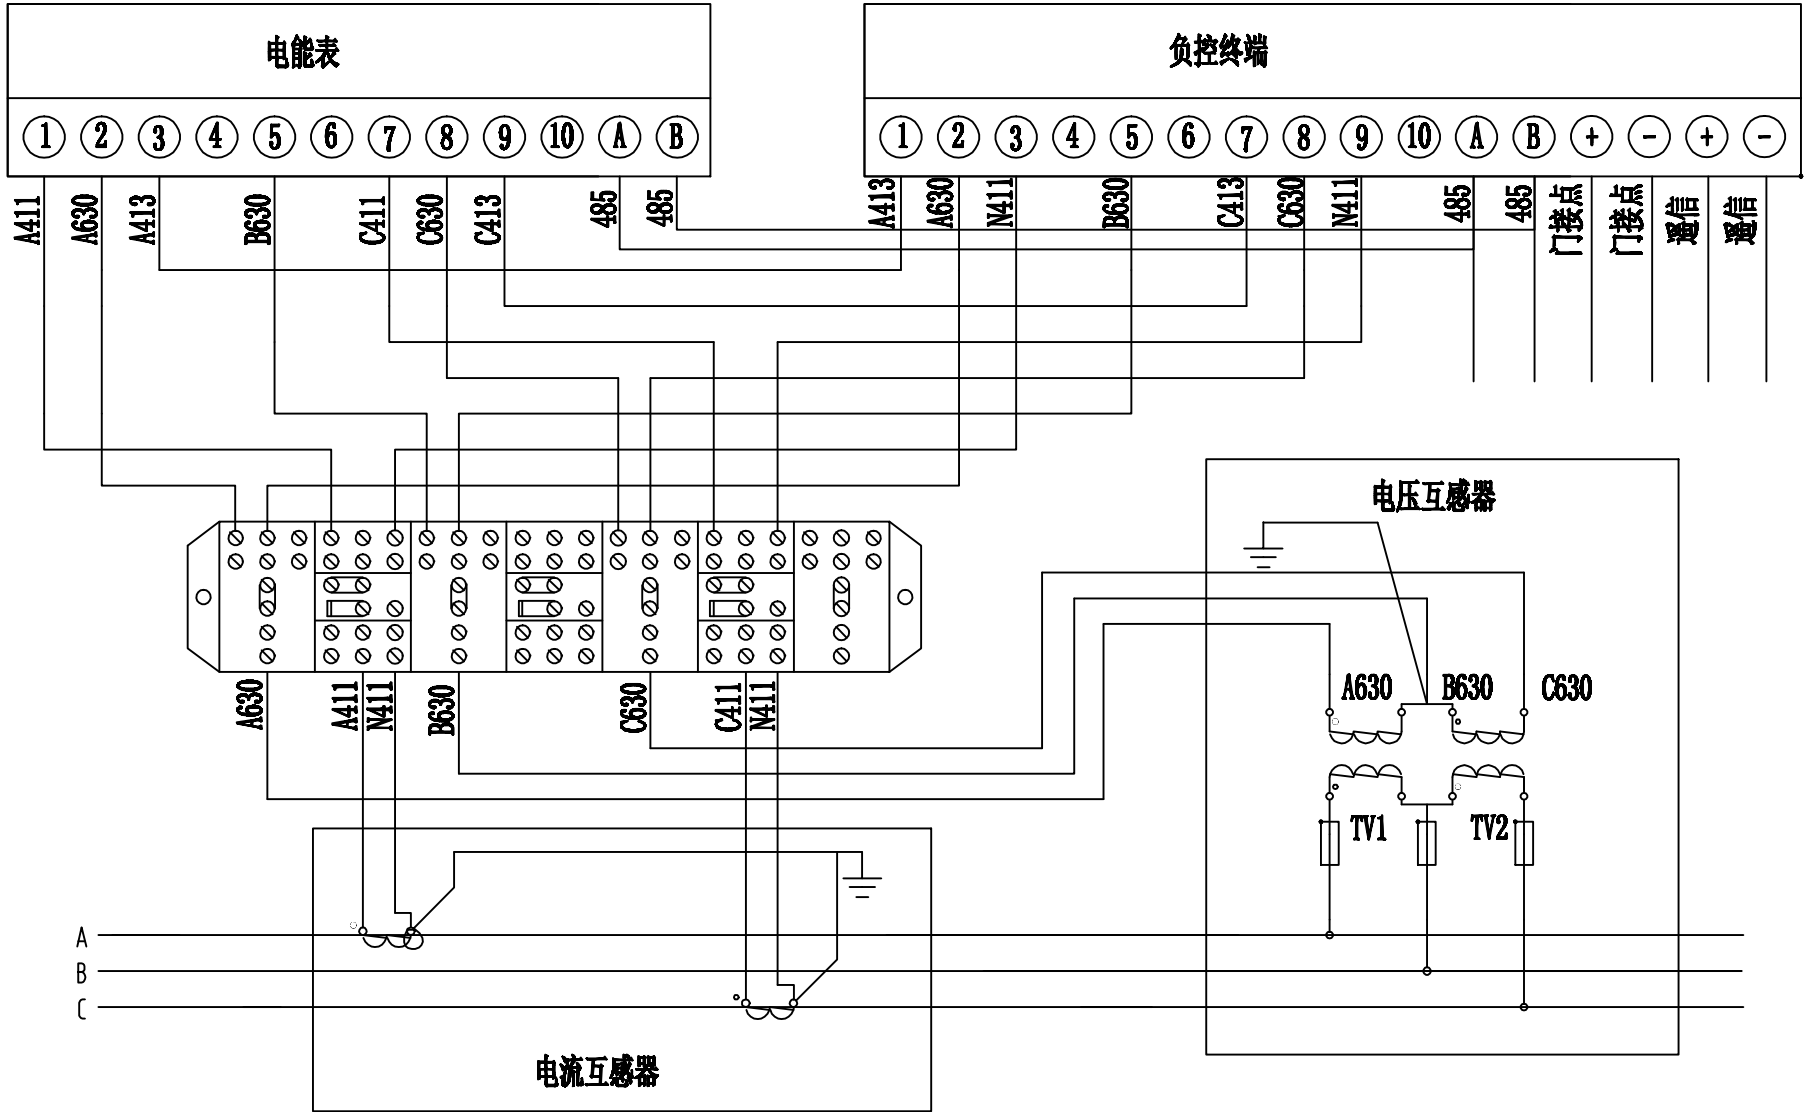 电能表
负控终端
1 2 3 4 5 6 7 8 9 10 A B
1 2 3 4 5 6 7 8 9 10 A B + - + -
A411 A630 A413 B630 C411 C630 C413 485 485
A413 A630 N411 B630 C413 C630 N411 485 485 门接点 门接点 通信 通信
电压互感器
A630 A411 N411 B630 C630 C411 N411
A630 B630 C630
TV1 TV2
A
B
C
电流互感器